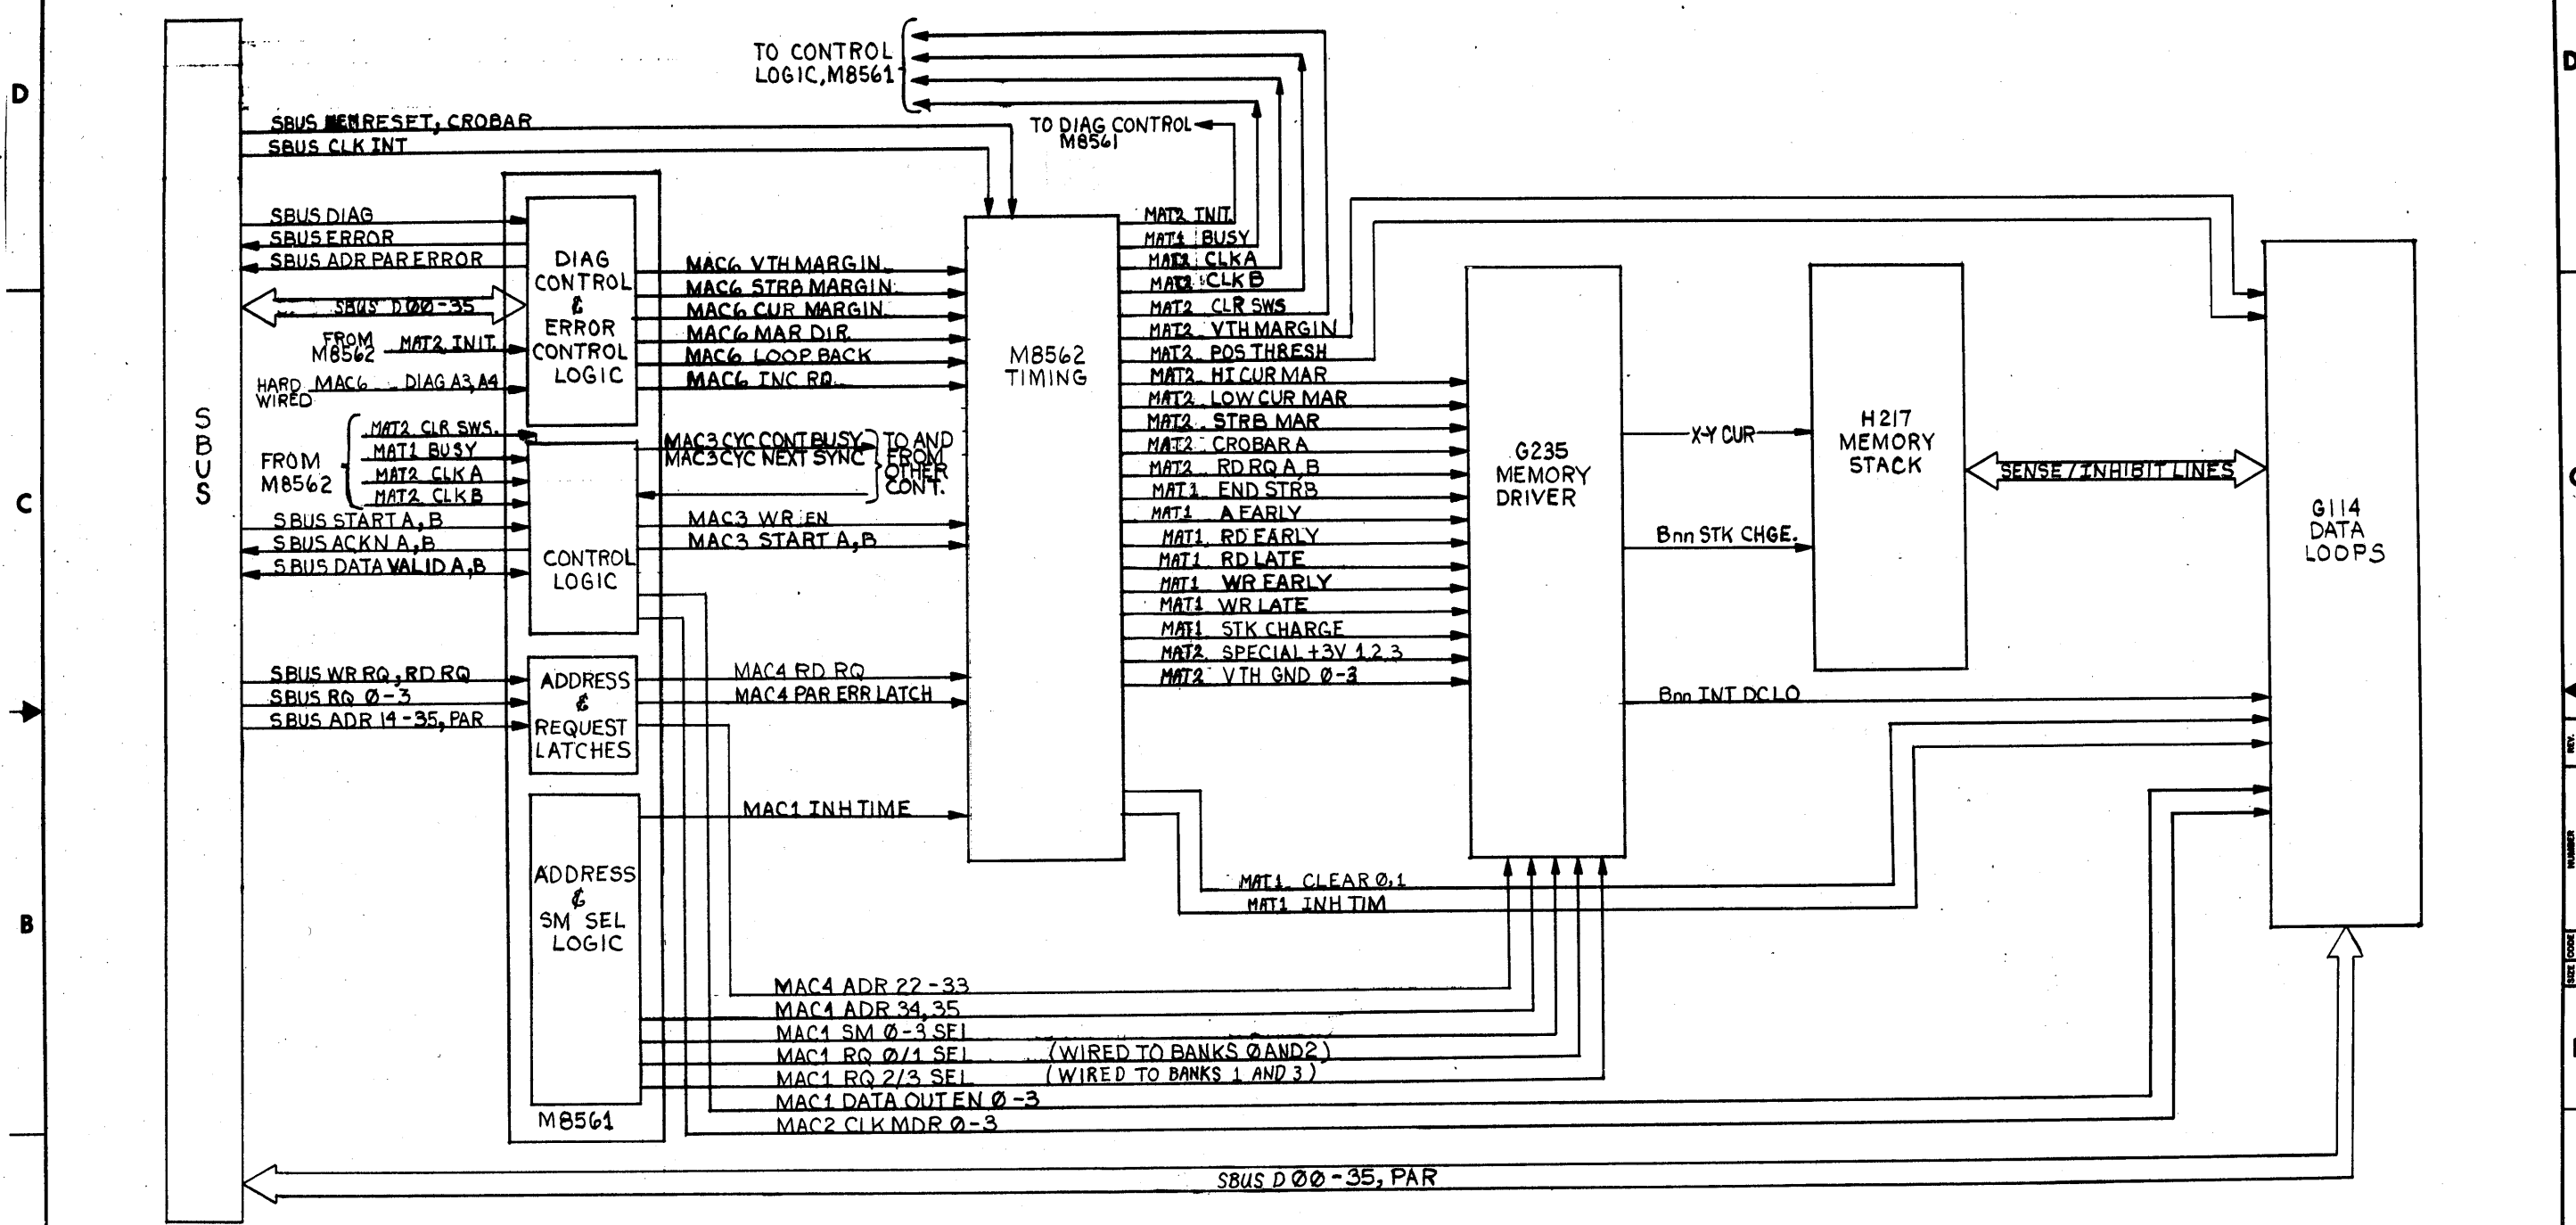 D
D
TO CONTROL
LOGIC, M8561
SBUS MEM RESET, CROBAR
SBUS CLK INT
TO DIAG CONTROL
M8561
SBUS DIAG
SBUS ERROR
SBUS ADR PAR ERROR
SBUS D00-35
FROM
M8562
MAT2 INIT.
HARD
WIRED
MAC6 DIAG A3, A4
DIAG
CONTROL
&
ERROR
CONTROL
LOGIC
MAC6 VTH MARGIN
MAC6 STRB MARGIN
MAC6 CUR MARGIN
MAC6 MAR DIR.
MAC6 LOOP BACK
MAC6 INC RQ
M8562
TIMING
MAT2 INIT.
MAT1 BUSY
MAT2 CLK A
MAT2 CLK B
MAT2 CLR SWS
MAT2 VTH MARGIN
MAT2 POS THRESH
MAT2 HI CUR MAR
MAT2 LOW CUR MAR
MAT2 STRB MAR
MAT2 CROBAR A
MAT2 RD RQ A, B
MAT1 END STRB
MAT1 A EARLY
MAT1 RD EARLY
MAT1 RD LATE
MAT1 WR EARLY
MAT1 WR LATE
MAT1 STK CHARGE
MAT2 SPECIAL +3V 1,2,3
MAT2 VTH GND 0-3
C
SBUS
FROM
M8562
MAT2 CLR SWS.
MAT1 BUSY
MAT2 CLK A
MAT2 CLK B
SBUS START A, B
SBUS ACKN A, B
SBUS DATA VALID A, B
CONTROL
LOGIC
MAC3 CYC CONT BUSY
MAC3 CYC NEXT SYNC
TO AND
FROM
OTHER
CONT.
MAC3 WR EN
MAC3 START A, B
G235
MEMORY
DRIVER
X-Y CUR
Bnn STK CHGE.
H217
MEMORY
STACK
SENSE/INHIBIT LINES
G114
DATA
LOOPS
SBUS WR RQ, RD RQ
SBUS RQ 0-3
SBUS ADR 14-35, PAR
ADDRESS
&
REQUEST
LATCHES
MAC4 RD RQ
MAC4 PAR ERR LATCH
Bnn INT DCLO
REV.
MAC1 INH TIME
NUMBER
ADDRESS
&
SM SEL
LOGIC
MAT1 CLEAR 0,1
MAT1 INH TIM
B
SIZE CODE
MAC4 ADR 22-33
MAC1 ADR 34, 35
MAC1 SM 0-3 SEL
MAC1 RQ 0/1 SEL (WIRED TO BANKS 0 AND 2)
MAC1 RQ 2/3 SEL (WIRED TO BANKS 1 AND 3)
MAC1 DATA OUT EN 0-3
MAC2 CLK MDR 0-3
M8561
SBUS D 00-35, PAR